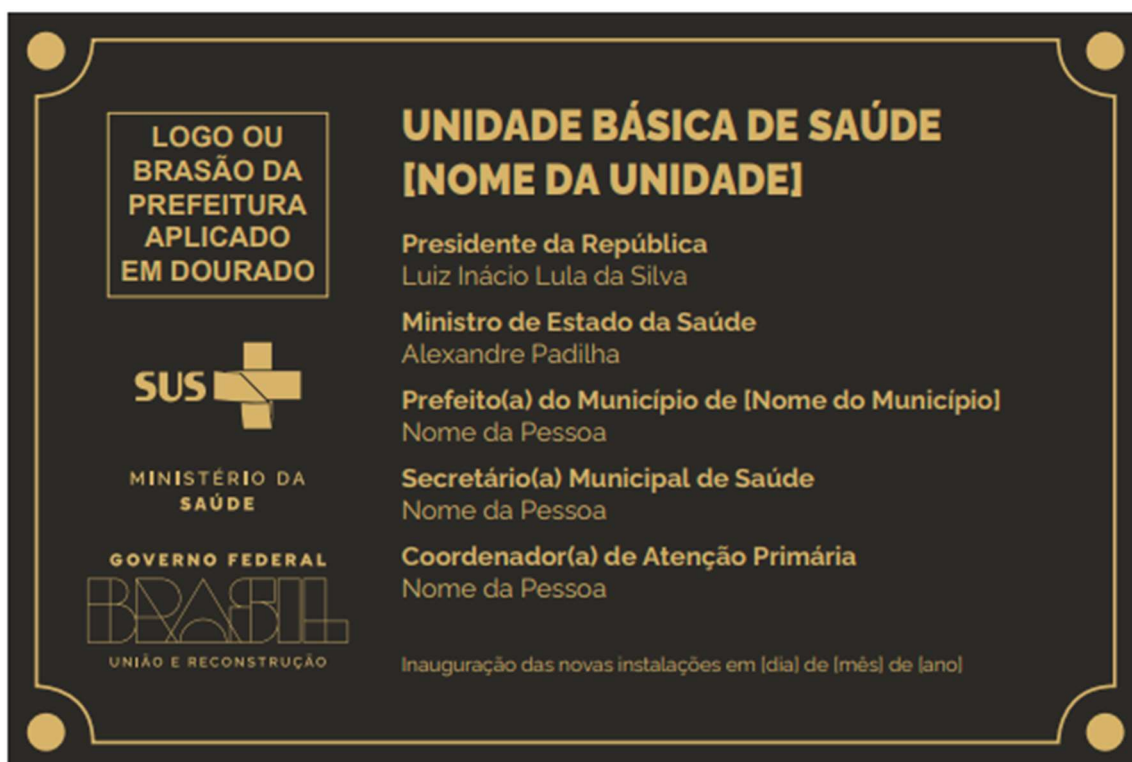 LOGO OU
BRASÃO DA
PREFEITURA
APLICADO
EM DOURADO
SUS
MINISTÉRIO DA
SAÚDE
GOVERNO FEDERAL
BRASIL
UNIÃO E RECONSTRUÇÃO
UNIDADE BÁSICA DE SAÚDE
[NOME DA UNIDADE]
Presidente da República
Luiz Inácio Lula da Silva
Ministro de Estado da Saúde
Alexandre Padilha
Prefeito(a) do Município de [Nome do Município]
Nome da Pessoa
Secretário(a) Municipal de Saúde
Nome da Pessoa
Coordenador(a) de Atenção Primária
Nome da Pessoa
Inauguração das novas instalações em [dia] de [mês] de [ano]